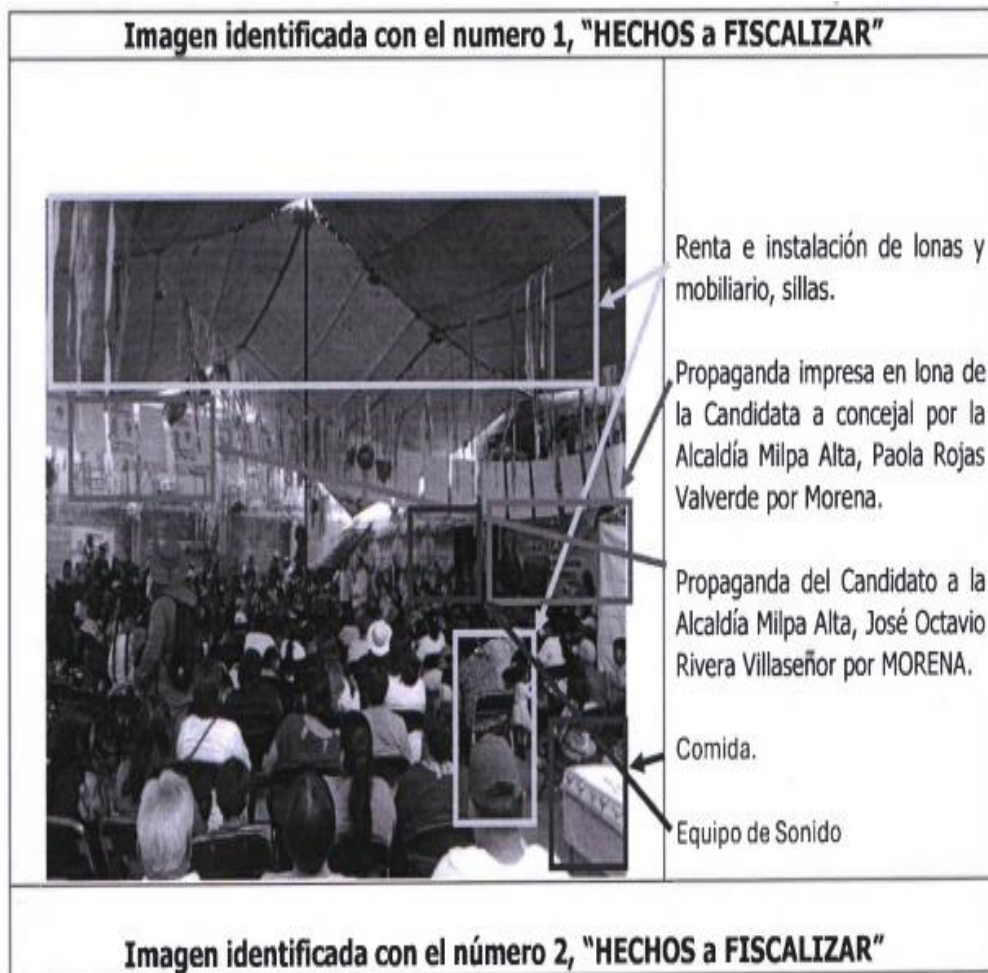 Imagen identificada con el numero 1, “HECHOS a FISCALIZAR”
Renta e instalación de lonas y
mobiliario, sillas.
Propaganda impresa en lona de
la Candidata a concejal por la
Alcaldía Milpa Alta, Paola Rojas
Valverde por Morena.
Propaganda del Candidato a la
Alcaldía Milpa Alta, José Octavio
Rivera Villaseñor por MORENA.
Comida.
Equipo de Sonido
Imagen identificada con el número 2, “HECHOS a FISCALIZAR”